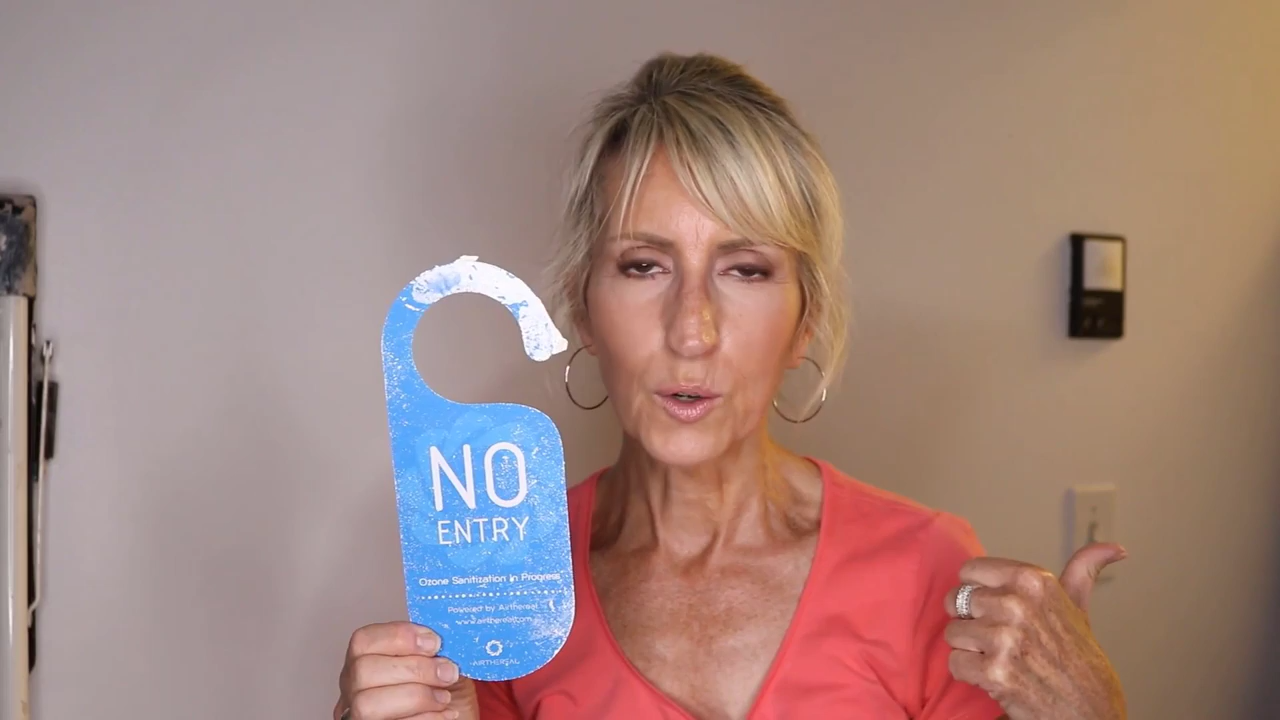 NO
ENTRY
Ozone Sanitization In Progress
Powered by Airthereal
www.airthereal.com
AIRTHEREAL